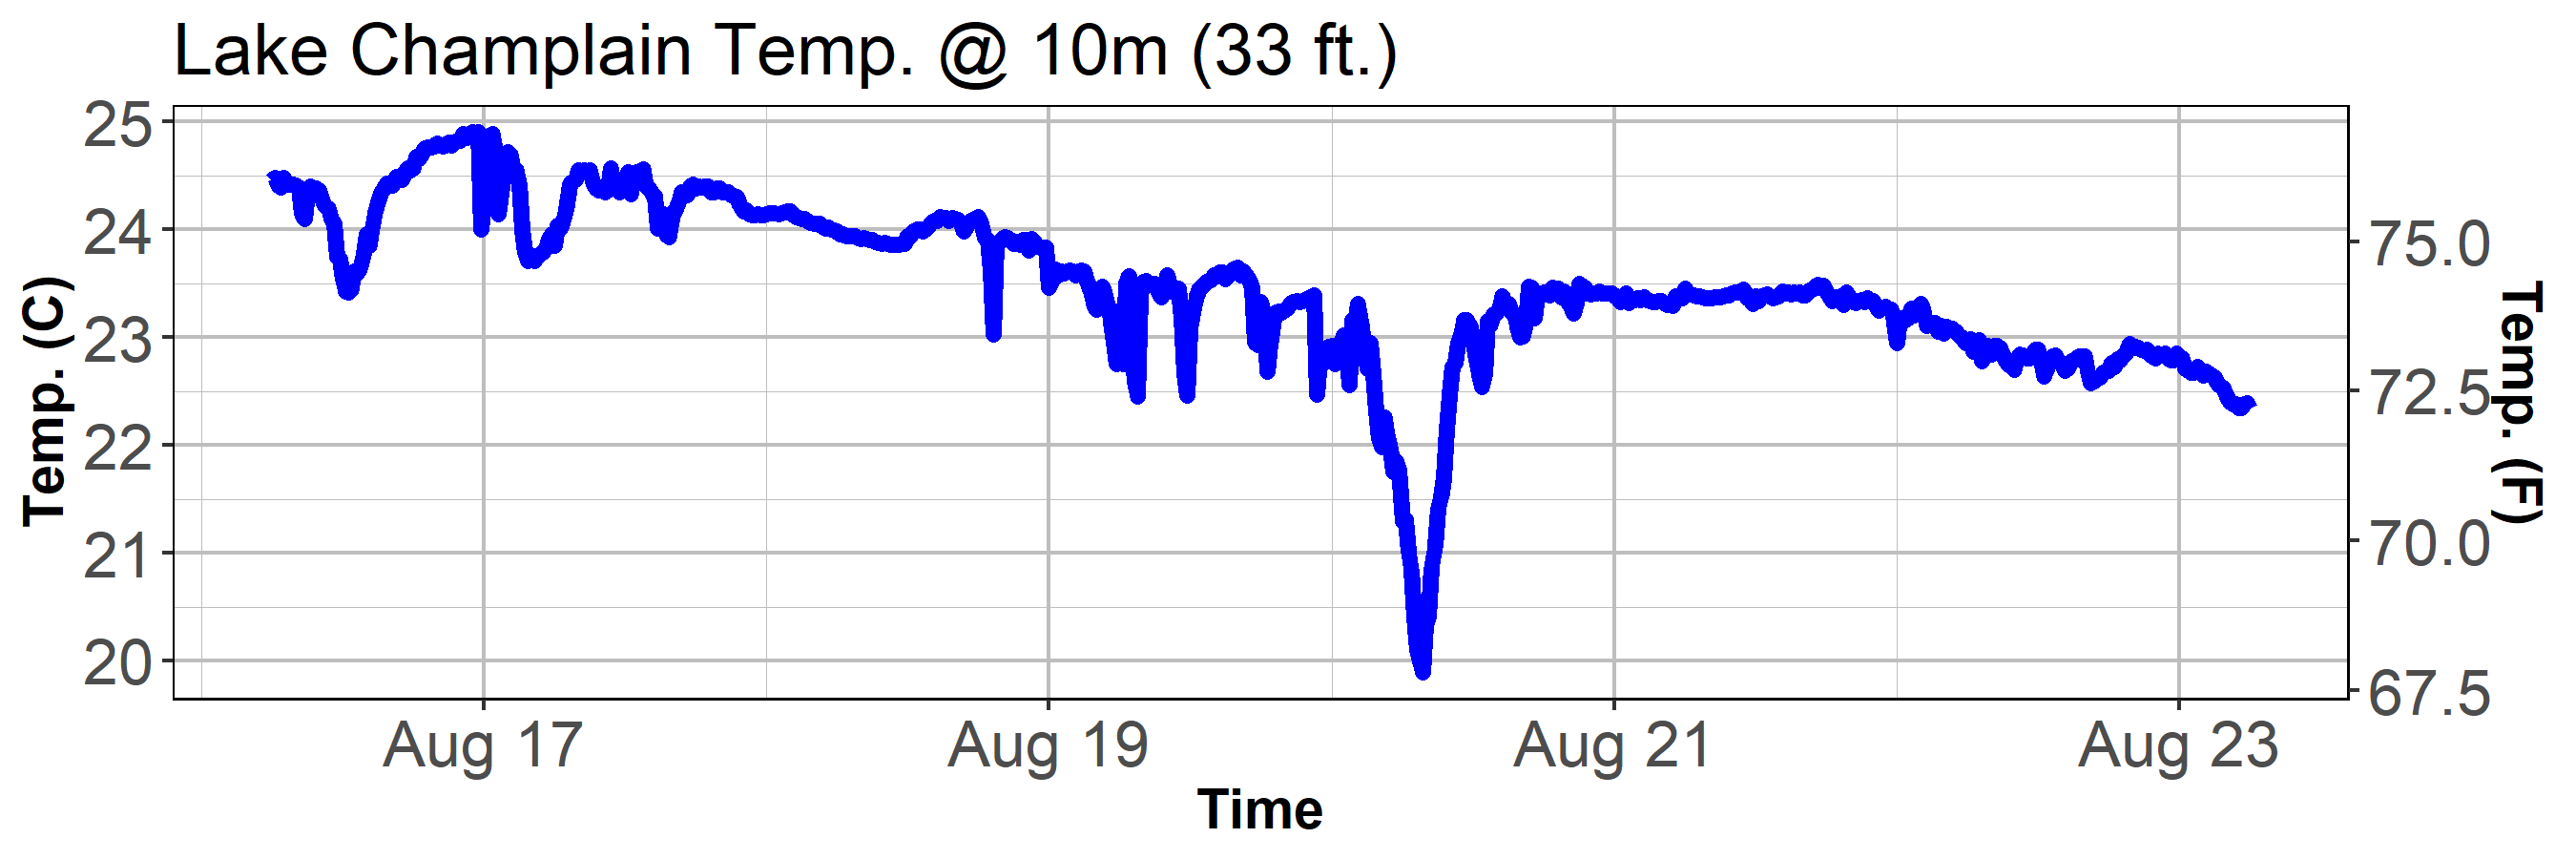 Lake Champlain Temp. @ 10m (33 ft.)
Temp. (C)
25
24
23
22
21
20
75.0
72.5
70.0
67.5
Temp. (F)
Aug 17 Aug 19 Aug 21 Aug 23
Time